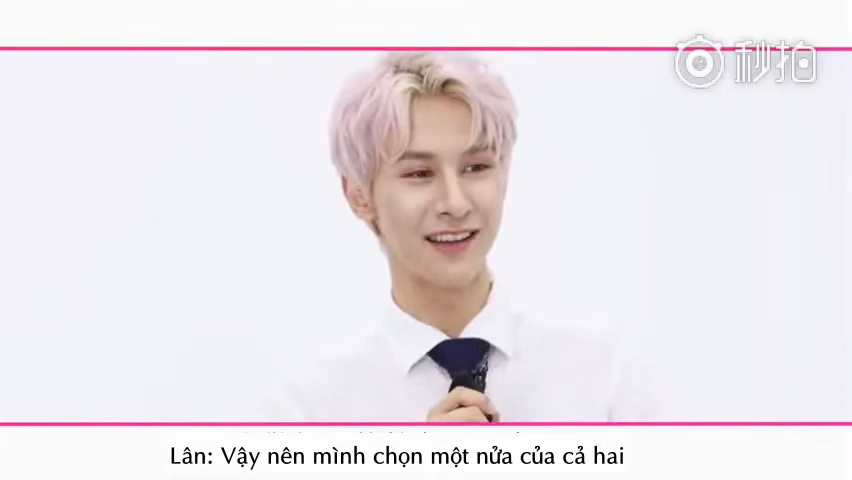 秒拍
Lân: Vậy nên mình chọn một nửa của cả hai